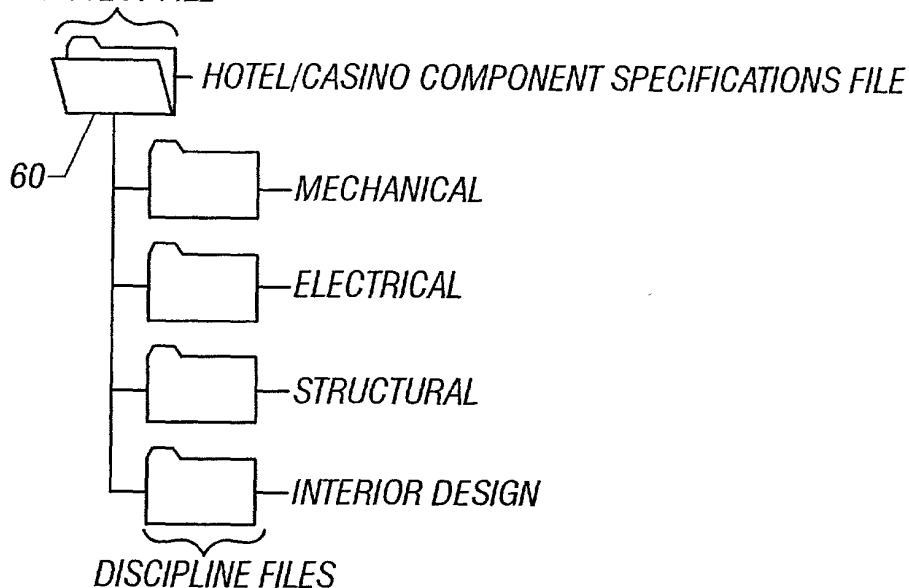 HOTEL/CASINO COMPONENT SPECIFICATIONS FILE
60
MECHANICAL
ELECTRICAL
STRUCTURAL
INTERIOR DESIGN
DISCIPLINE FILES